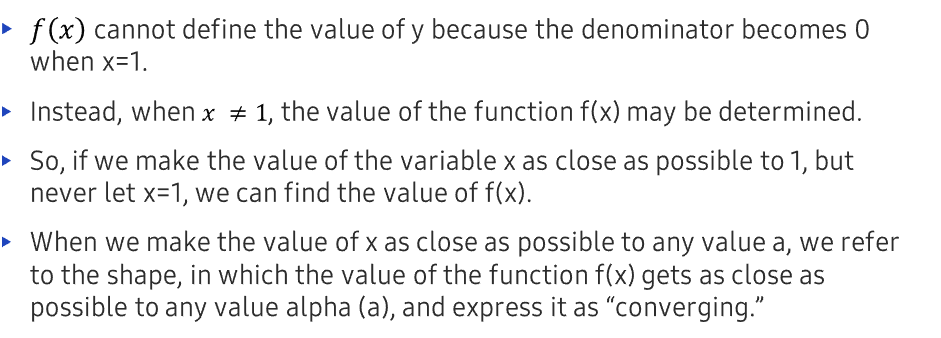 f(x) cannot define the value of y because the denominator becomes 0
when x=1.
Instead, when x ≠ 1, the value of the function f(x) may be determined.
So, if we make the value of the variable x as close as possible to 1, but
never let x=1, we can find the value of f(x).
When we make the value of x as close as possible to any value a, we refer
to the shape, in which the value of the function f(x) gets as close as
possible to any value alpha (a), and express it as “converging.”